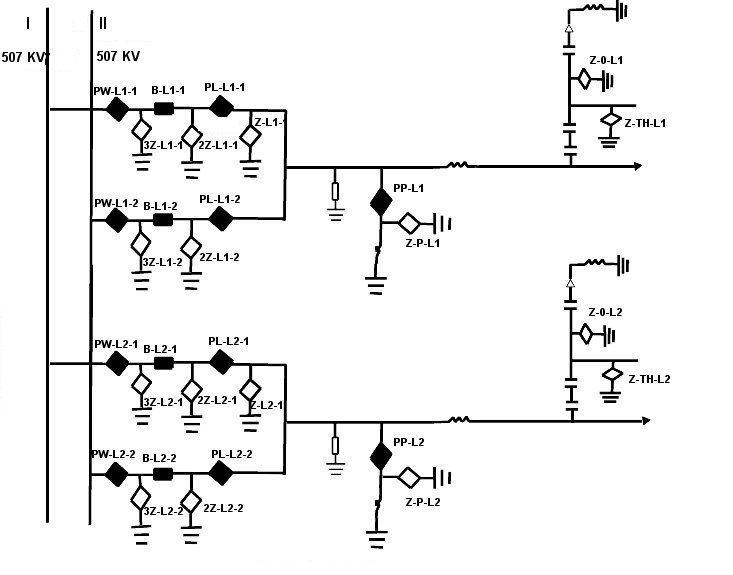 I II
507 KV
507 KV
PW-L1-1 B-L1-1 PL-L1-1
3Z-L1-1 2Z-L1-1 Z-L1-1
PW-L1-2 B-L1-2 PL-L1-2
3Z-L1-2 2Z-L1-2
PP-L1
Z-P-L1
Z-0-L1
Z-TH-L1
PW-L2-1 B-L2-1 PL-L2-1
3Z-L2-1 2Z-L2-1 Z-L2-1
PW-L2-2 B-L2-2 PL-L2-2
3Z-L2-2 2Z-L2-2
PP-L2
Z-P-L2
Z-0-L2
Z-TH-L2